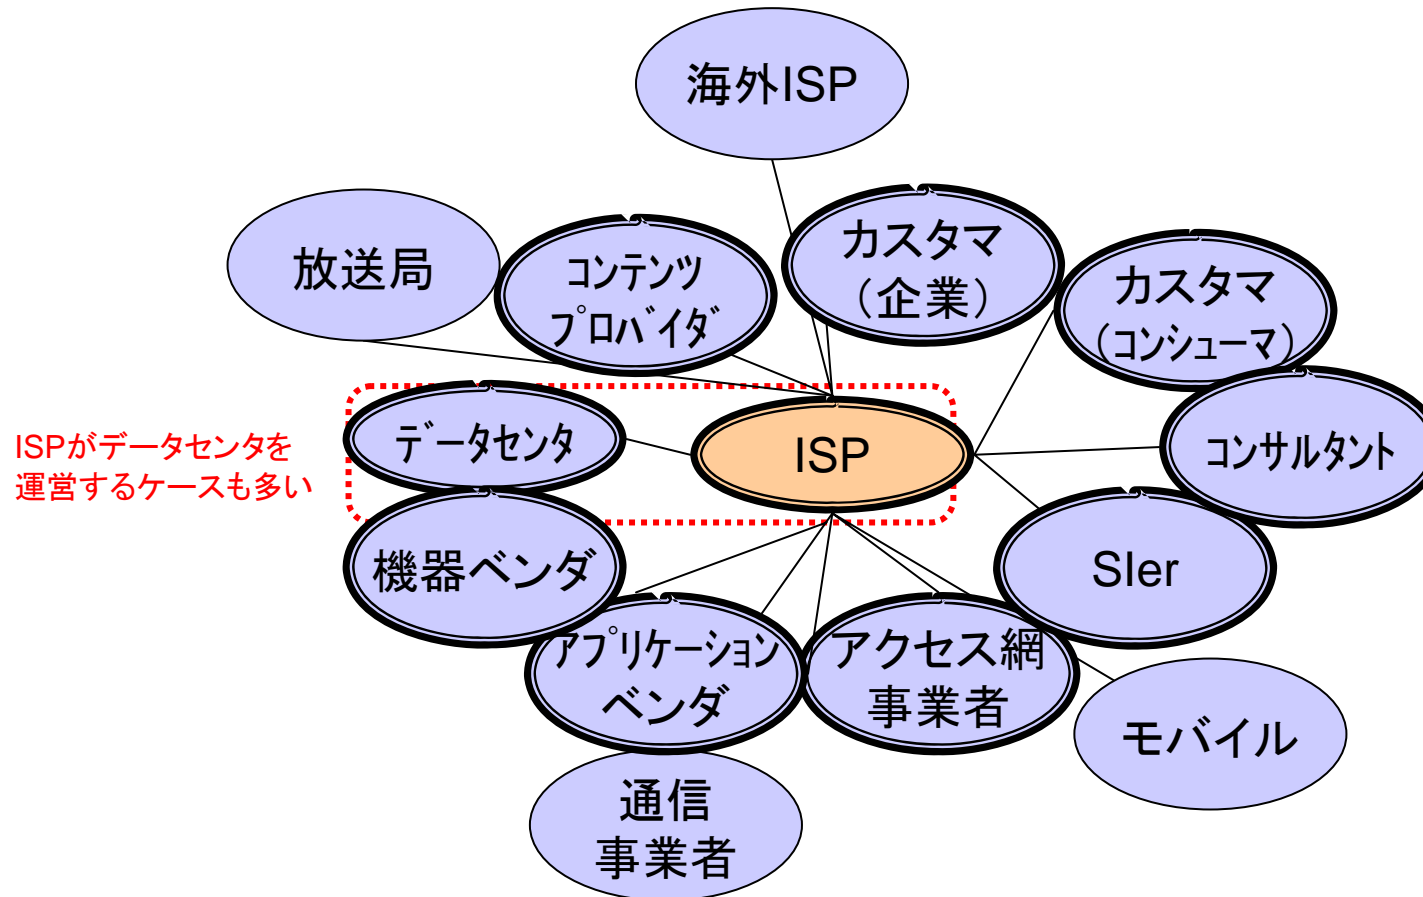 海外ISP
放送局
コンテンツ
プロバイダ
カスタマ
（企業）
カスタマ
（コンシューマ）
ISPがデータセンタを
運営するケースも多い
データセンタ
ISP
コンサルタント
機器ベンダ
SIer
アプリケーション
ベンダ
アクセス網
事業者
モバイル
通信
事業者